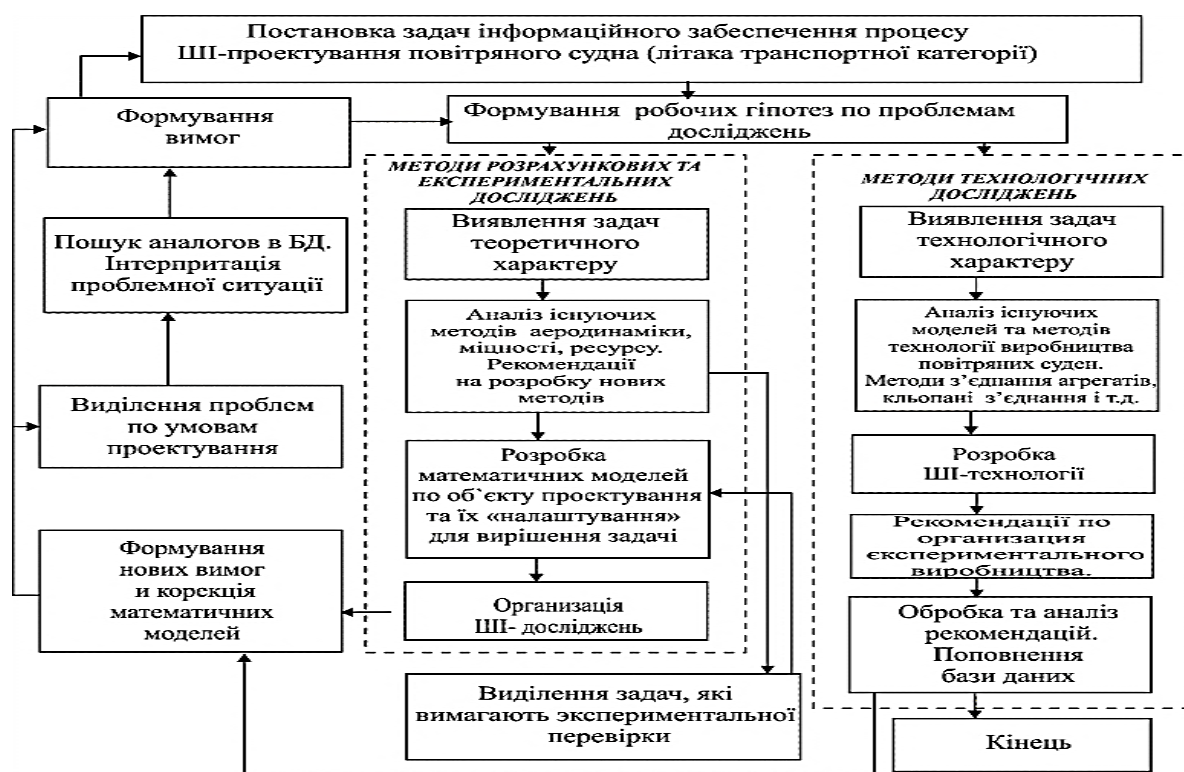 Постановка задач інформаційного забезпечення процесу
ШІ-проектування повітряного судна (літака транспортної категорії)
Формування
вимог
Формування робочих гіпотез по проблемам
досліджень
Пошук аналогов в БД.
Інтерпритація
проблемної ситуації
Виділення проблєм
по умовам
проектування
Формування
нових вимог
и корекція
математичних
моделей
МЕТОДИ РОЗРАХУНКОВИХ ТА
ЕКСПЕРИМЕНТАЛЬНИХ
ДОСЛІДЖЕНЬ
Виявлення задач
теоретичного
характеру
Аналіз існуючих
методів аеродинаміки,
міцності, ресурсу.
Рекомендації
на розробку нових
методів
Розробка
математичних моделей
по об`єкту проєктування
та їх «налаштування»
для вирішення задачі
Організація
ШІ- досліджень
Виділення задач, які
вимагають экспериментальної
перевірки
МЕТОДИ ТЕХНОЛОГІЧНИХ
ДОСЛІДЖЕНЬ
Виявлення задач
технологічного
характеру
Аналіз існуючих
моделей та методів
технології виробництва
повітряних суден.
Методи з’єднання агрегатів,
кльопані з’єднання і т.д.
Розробка
ШІ-технології
Рекомендації по
организация
експериментального
виробництва.
Обробка та аналіз
рекомендацій.
Поповнення
бази даних
Кінець